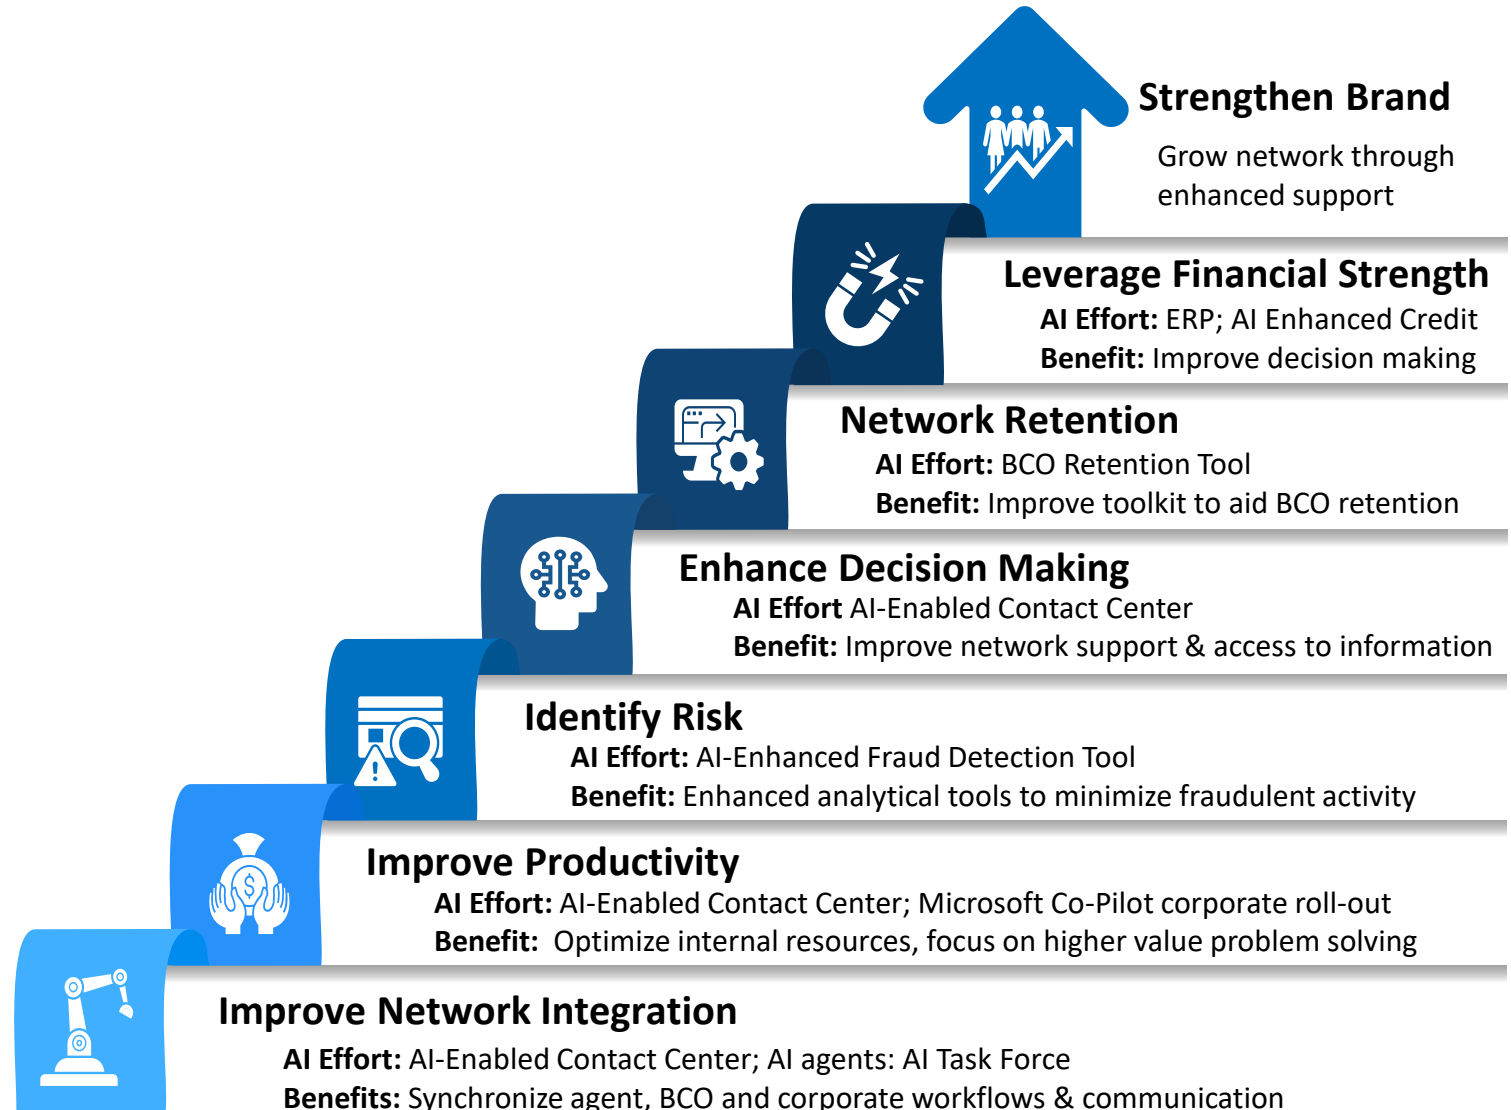 Strengthen Brand
Grow network through
enhanced support
Leverage Financial Strength
AI Effort: ERP; AI Enhanced Credit
Benefit: Improve decision making
Network Retention
AI Effort: BCO Retention Tool
Benefit: Improve toolkit to aid BCO retention
Enhance Decision Making
AI Effort AI-Enabled Contact Center
Benefit: Improve network support & access to information
Identify Risk
AI Effort: AI-Enhanced Fraud Detection Tool
Benefit: Enhanced analytical tools to minimize fraudulent activity
Improve Productivity
AI Effort: AI-Enabled Contact Center; Microsoft Co-Pilot corporate roll-out
Benefit: Optimize internal resources, focus on higher value problem solving
$
Improve Network Integration
AI Effort: AI-Enabled Contact Center; AI agents: AI Task Force
Benefits: Synchronize agent, BCO and corporate workflows & communication